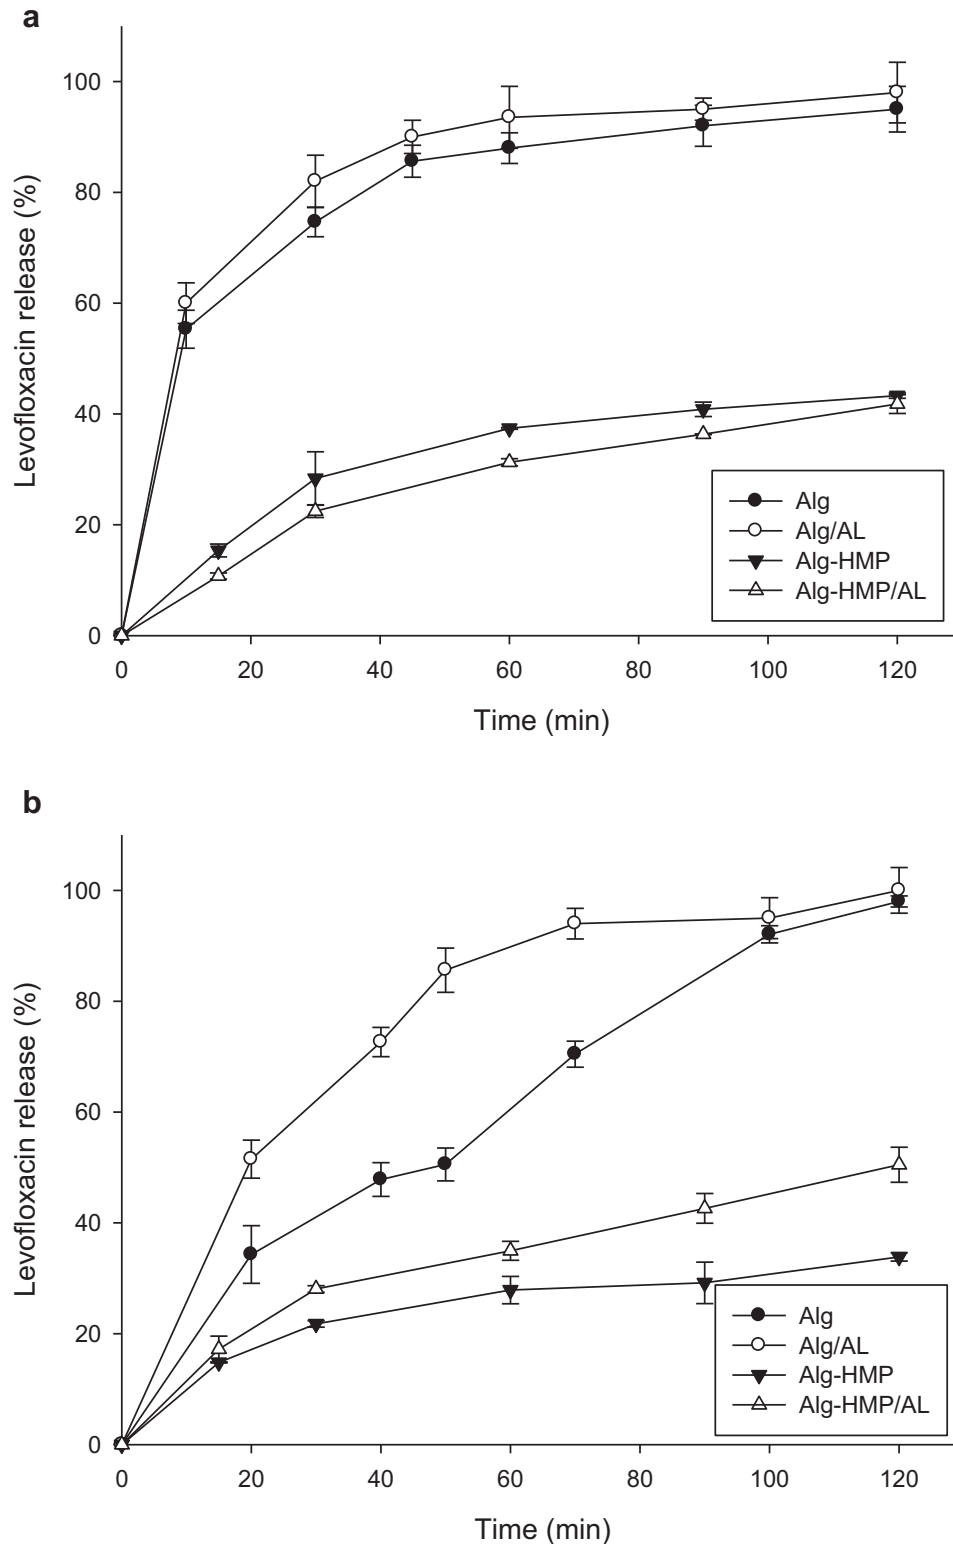 a
Levofloxacin release (%)
100
80
60
40
20
0
Alg
Alg/AL
Alg-HMP
Alg-HMP/AL
0 20 40 60 80 100 120
Time (min)
b
Levofloxacin release (%)
100
80
60
40
20
0
Alg
Alg/AL
Alg-HMP
Alg-HMP/AL
0 20 40 60 80 100 120
Time (min)